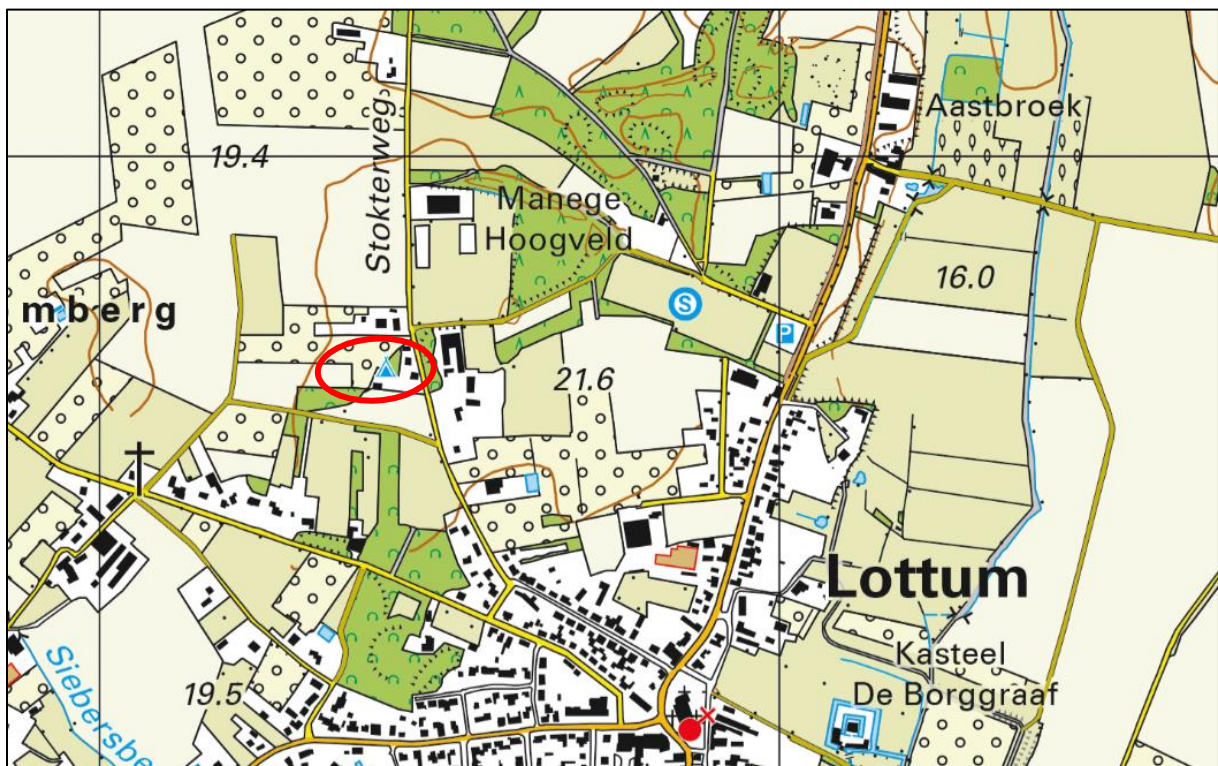 Aastbroek
19.4
Stokterweg
Manege
Hoogveld
16.0
mberg
S
P
21.6
Lottum
Kasteel
De Borggraaf
19.5
Siebersbe